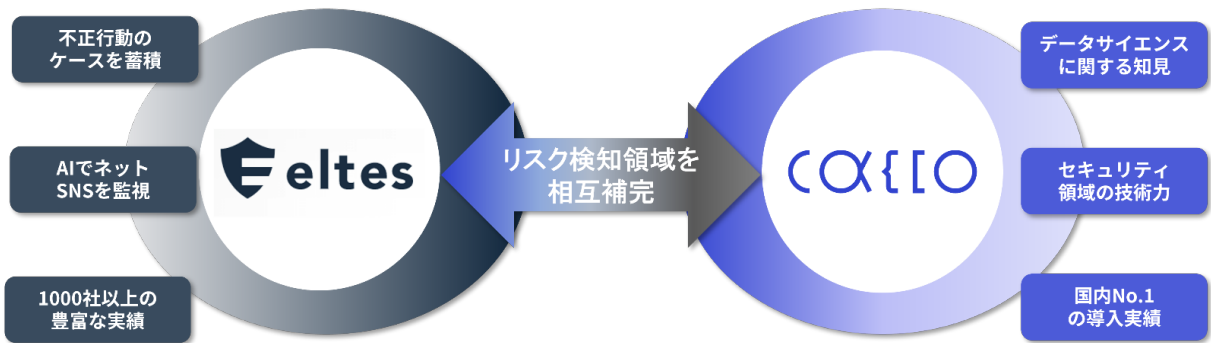 不正行動の
ケースを蓄積
AIでネット
SNSを監視
1000社以上の
豊富な実績
eltes
リスク検知領域を
相互補完
cacco
データサイエンス
に関する知見
セキュリティ
領域の技術力
国内No.1
の導入実績